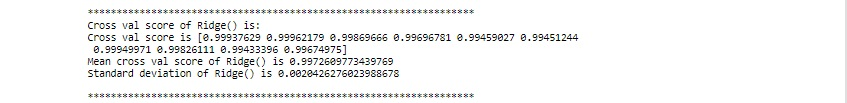 *******************************************************************
Cross val score of Ridge() is:
Cross val score is [0.99937629 0.99962179 0.99869666 0.99696781 0.99459027 0.99451244
0.99949971 0.99826111 0.99433396 0.99674975]
Mean cross val score of Ridge() is 0.9972609773439769
Standard deviation of Ridge() is 0.0020426276023988678
*******************************************************************